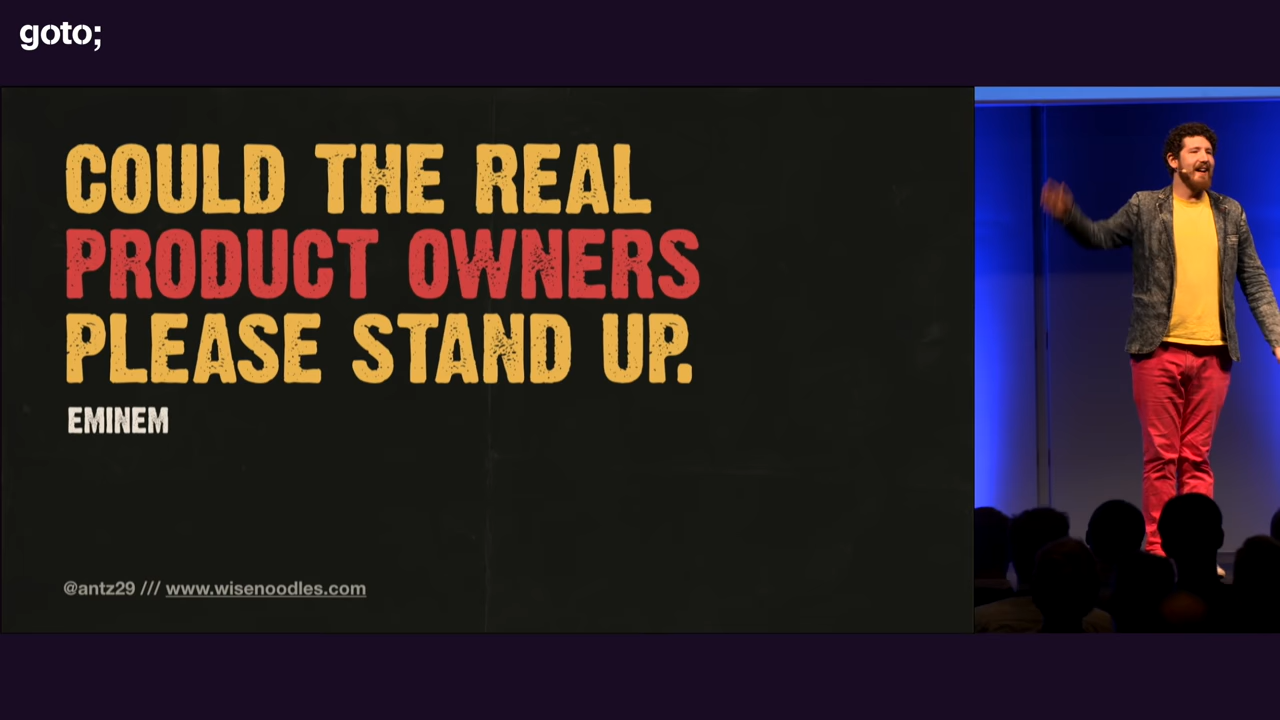 goto;
COULD THE REAL
PRODUCT OWNERS
PLEASE STAND UP.
EMINEM
@antz29 /// www.wisenoodles.com